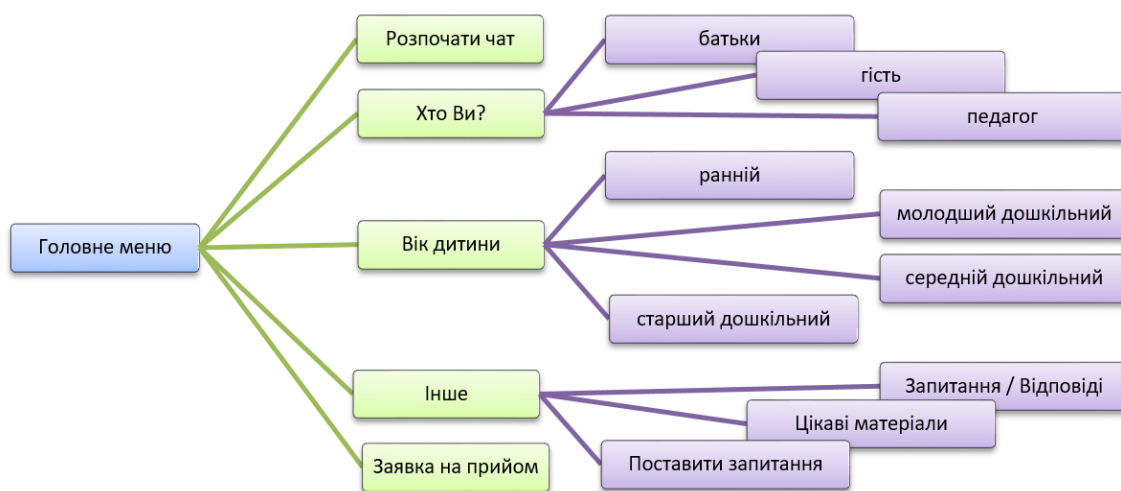 Розпочати чат
батьки
гість
Хто Ви?
педагог
ранній
молодший дошкільний
Головне меню
Вік дитини
середній дошкільний
старший дошкільний
Інше
Запитання / Відповіді
Цікаві матеріали
Заявка на прийом
Поставити запитання